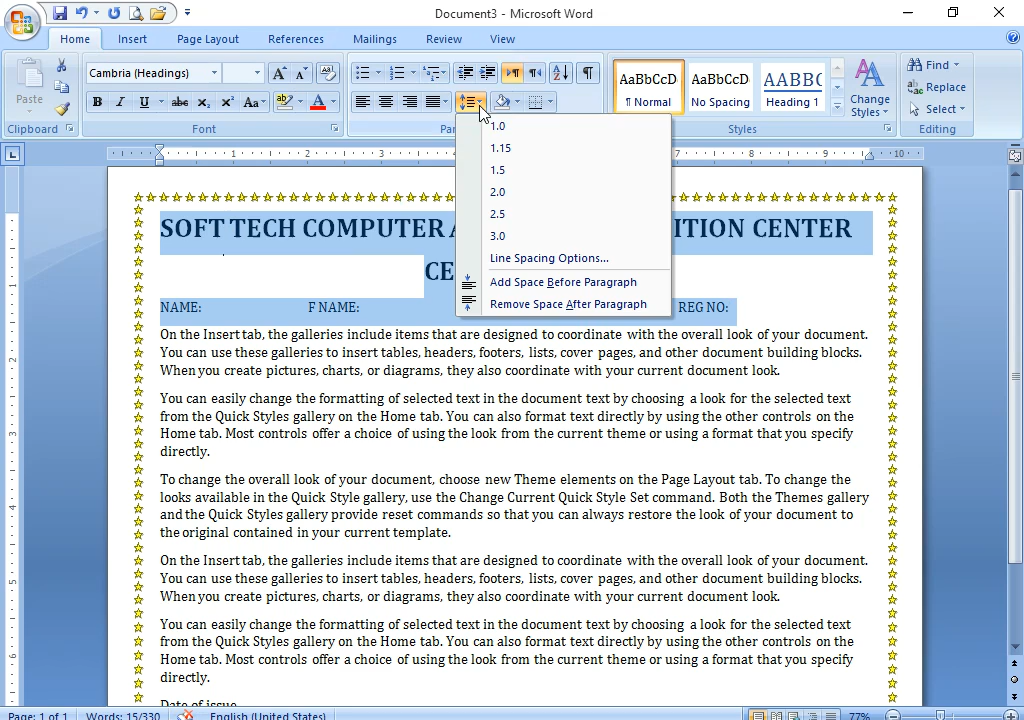 Document3 - Microsoft Word
Home Insert Page Layout References Mailings Review View
Cambria (Headings)
Paste
B I U abc X₂ X² Aa ab A
Clipboard Font Styles Editing
AaBbCcD AaBbCcD AABBC
¶ Normal No Spacing Heading 1
Change
Styles
Find
Replace
Select
1.0
1.15
1.5
2.0
2.5
3.0
Line Spacing Options...
Add Space Before Paragraph
Remove Space After Paragraph
SOFT TECH COMPUTER A ITION CENTER
CE
NAME: F NAME: REG NO:
On the Insert tab, the galleries include items that are designed to coordinate with the overall look of your document.
You can use these galleries to insert tables, headers, footers, lists, cover pages, and other document building blocks.
When you create pictures, charts, or diagrams, they also coordinate with your current document look.
You can easily change the formatting of selected text in the document text by choosing a look for the selected text
from the Quick Styles gallery on the Home tab. You can also format text directly by using the other controls on the
Home tab. Most controls offer a choice of using the look from the current theme or using a format that you specify
directly.
To change the overall look of your document, choose new Theme elements on the Page Layout tab. To change the
looks available in the Quick Style gallery, use the Change Current Quick Style Set command. Both the Themes gallery
and the Quick Styles gallery provide reset commands so that you can always restore the look of your document to
the original contained in your current template.
On the Insert tab, the galleries include items that are designed to coordinate with the overall look of your document.
You can use these galleries to insert tables, headers, footers, lists, cover pages, and other document building blocks.
When you create pictures, charts, or diagrams, they also coordinate with your current document look.
You can easily change the formatting of selected text in the document text by choosing a look for the selected text
from the Quick Styles gallery on the Home tab. You can also format text directly by using the other controls on the
Home tab. Most controls offer a choice of using the look from the current theme or using a format that you specify
directly.
Date of issue
Page: 1 of 1 Words: 15/330 English (United States) 77%